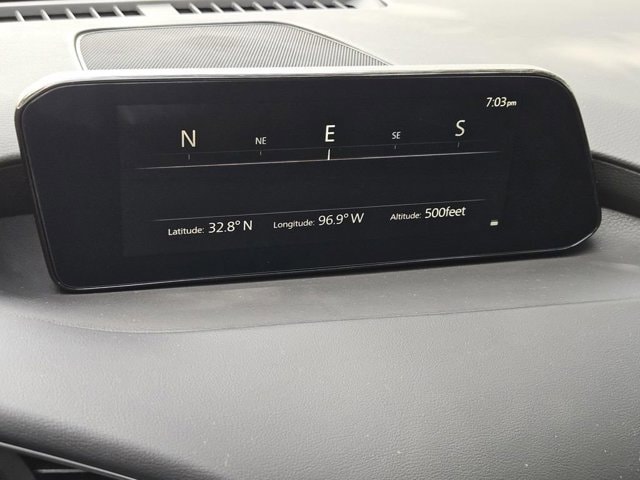 7:03pm
N NE E SE S
Latitude: 32.8° N Longitude: 96.9° W Altitude: 500feet